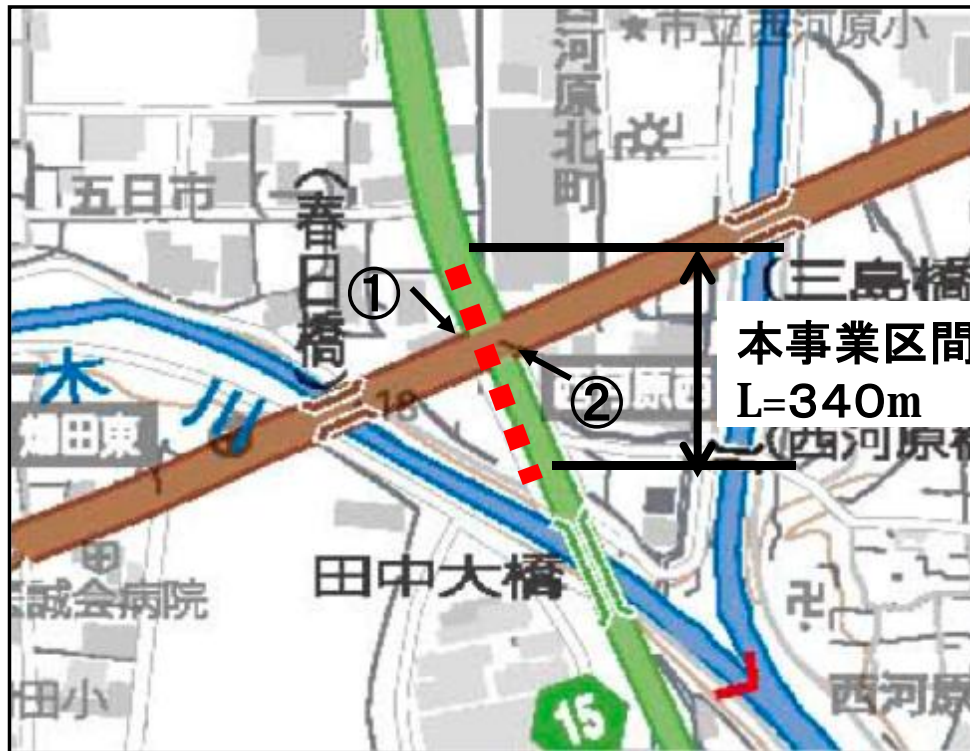 市立西河原小
西河原北町
五日市
(春日橋
①
(三島橋
本事業区間
L=340m
②
18
木川
畑田東
(西河原橋
田中大橋
誠会病院
田小
西河原
15